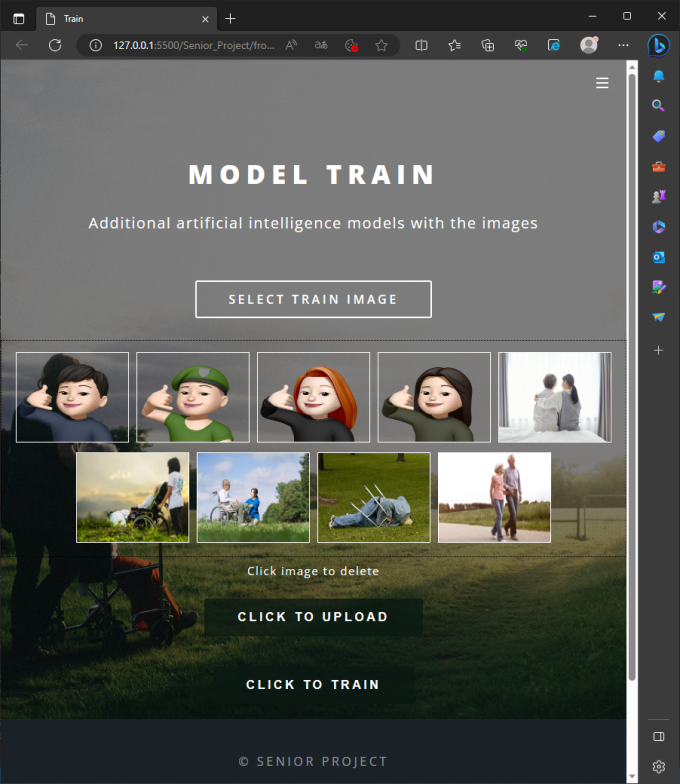 Train
127.0.0.1:5500/Senior_Project/fro...
MODEL TRAIN
Additional artificial intelligence models with the images
SELECT TRAIN IMAGE
Click image to delete
CLICK TO UPLOAD
CLICK TO TRAIN
© SENIOR PROJECT